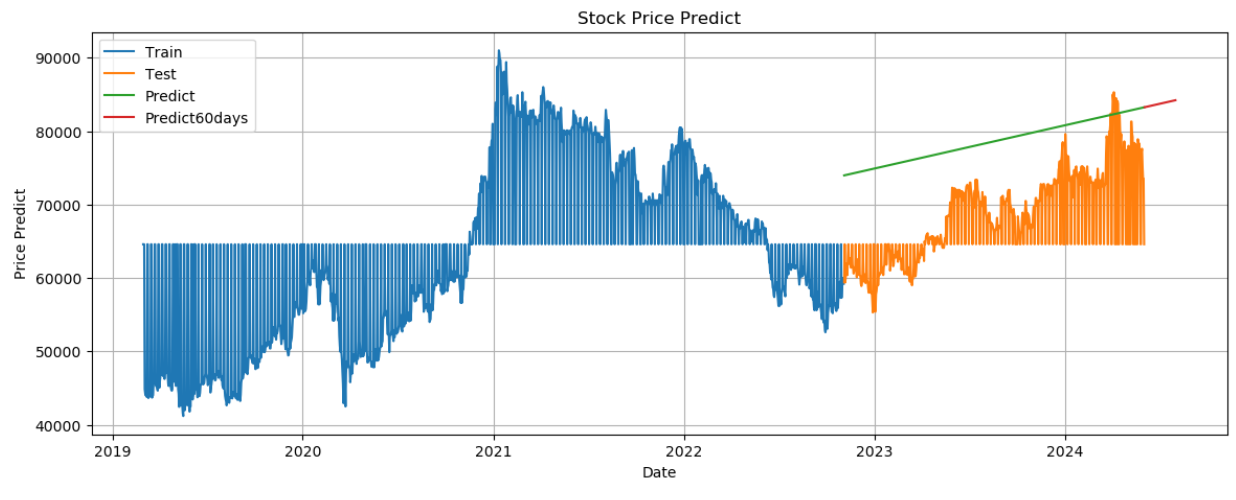 Stock Price Predict
Train
Test
Predict
Predict60days
90000
80000
70000
60000
50000
40000
Price Predict
2019
2020
2021
2022
2023
2024
Date